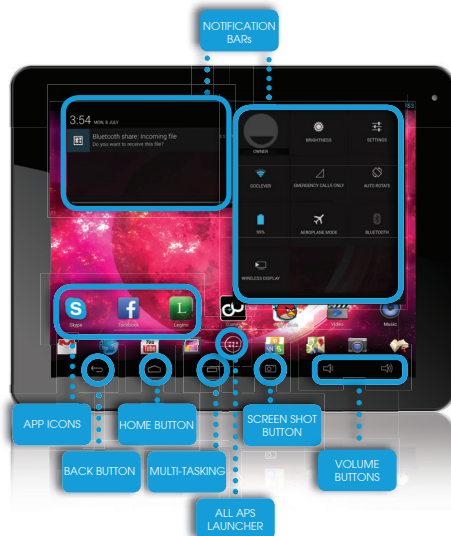 NOTIFICATION
BARs
3:54 MON, 8 JULY
Bluetooth share: Incoming file
Do you want to receive this file?
OWNER
BRIGHTNESS
SETTINGS
GOCLEVER
EMERGENCY CALLS ONLY
AUTO ROTATE
99%
AEROPLANE MODE
BLUETOOTH
WIRELESS DISPLAY
Skype
Facebook
Legimi
Video
Music
You
APP ICONS
HOME BUTTON
SCREEN SHOT
BUTTON
BACK BUTTON
MULTI-TASKING
VOLUME
BUTTONS
ALL APS
LAUNCHER